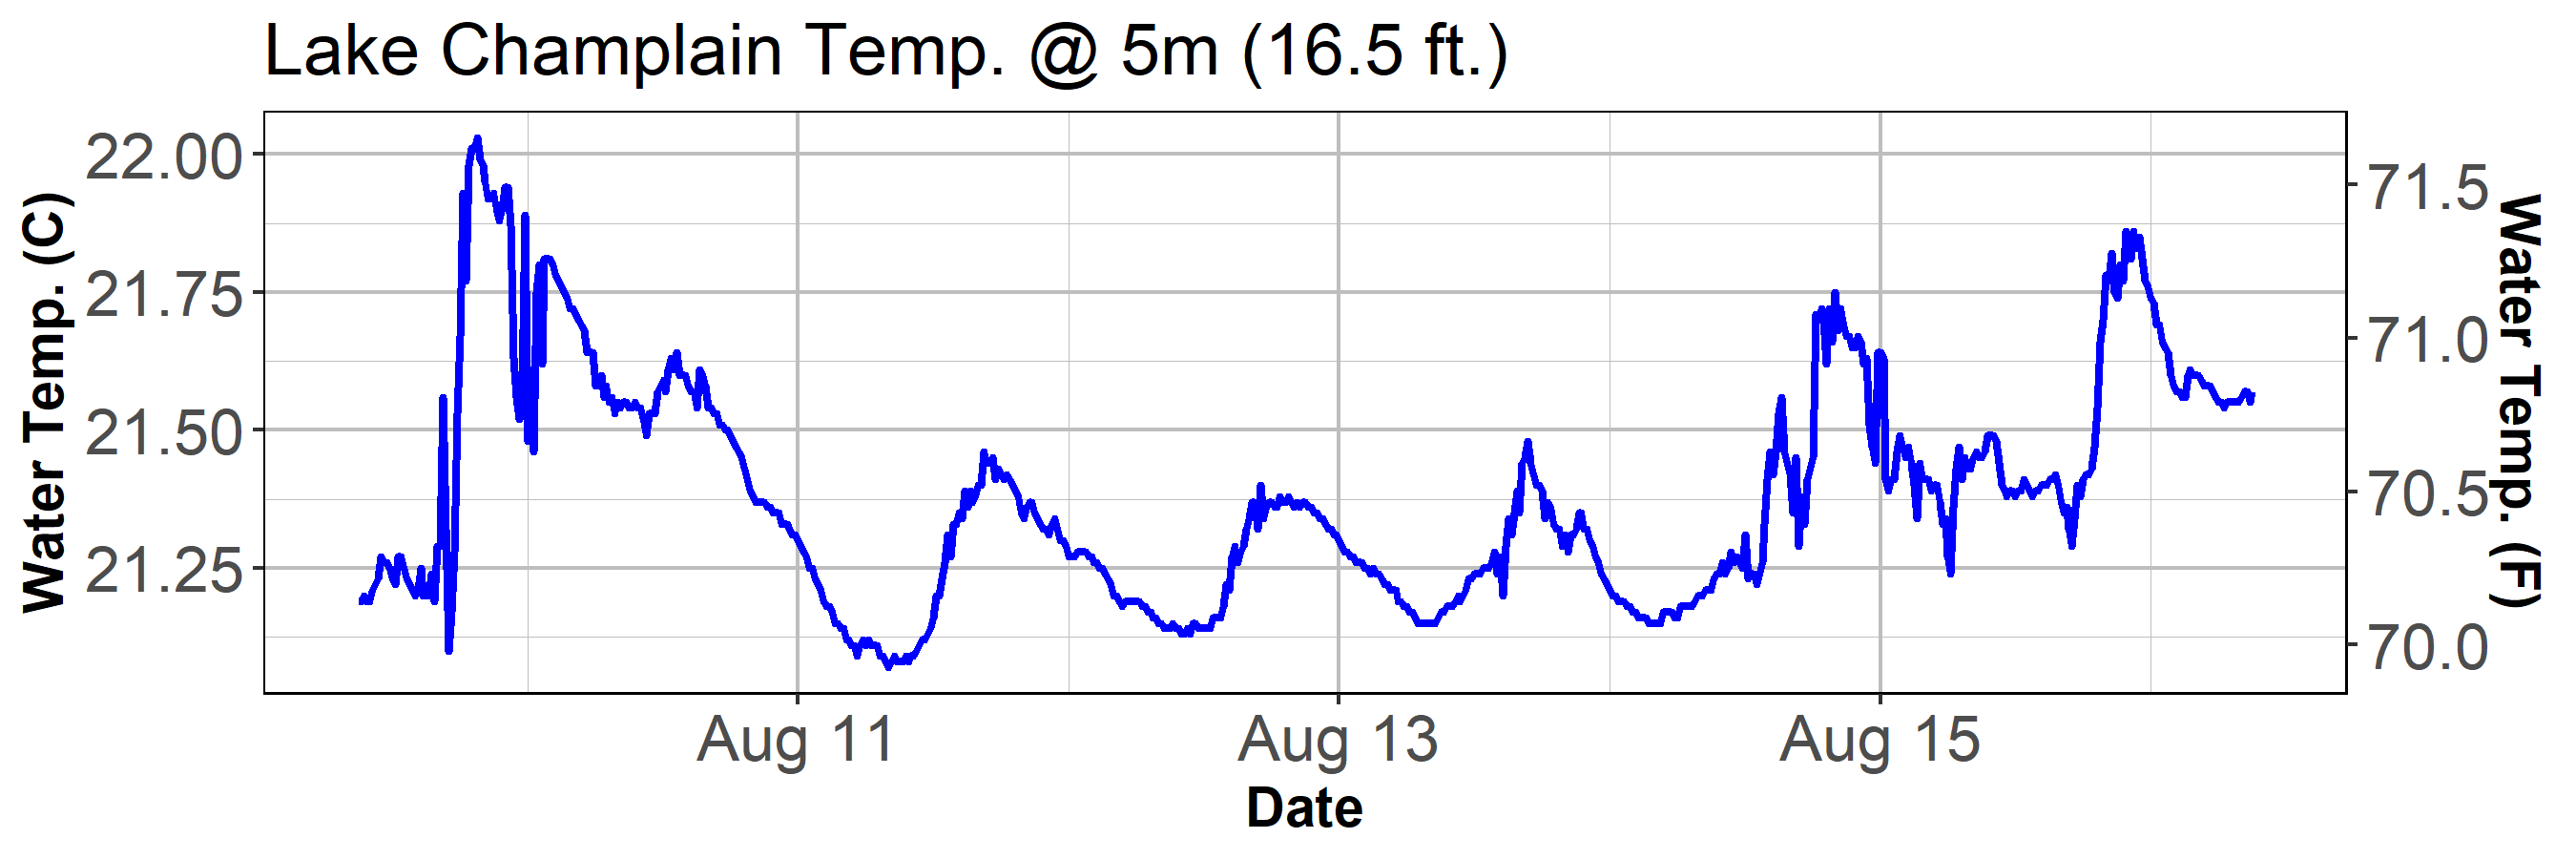 Lake Champlain Temp. @ 5m (16.5 ft.)
Water Temp. (C)
22.00
21.75
21.50
21.25
71.5
71.0
70.5
70.0
Water Temp. (F)
Aug 11
Aug 13
Aug 15
Date